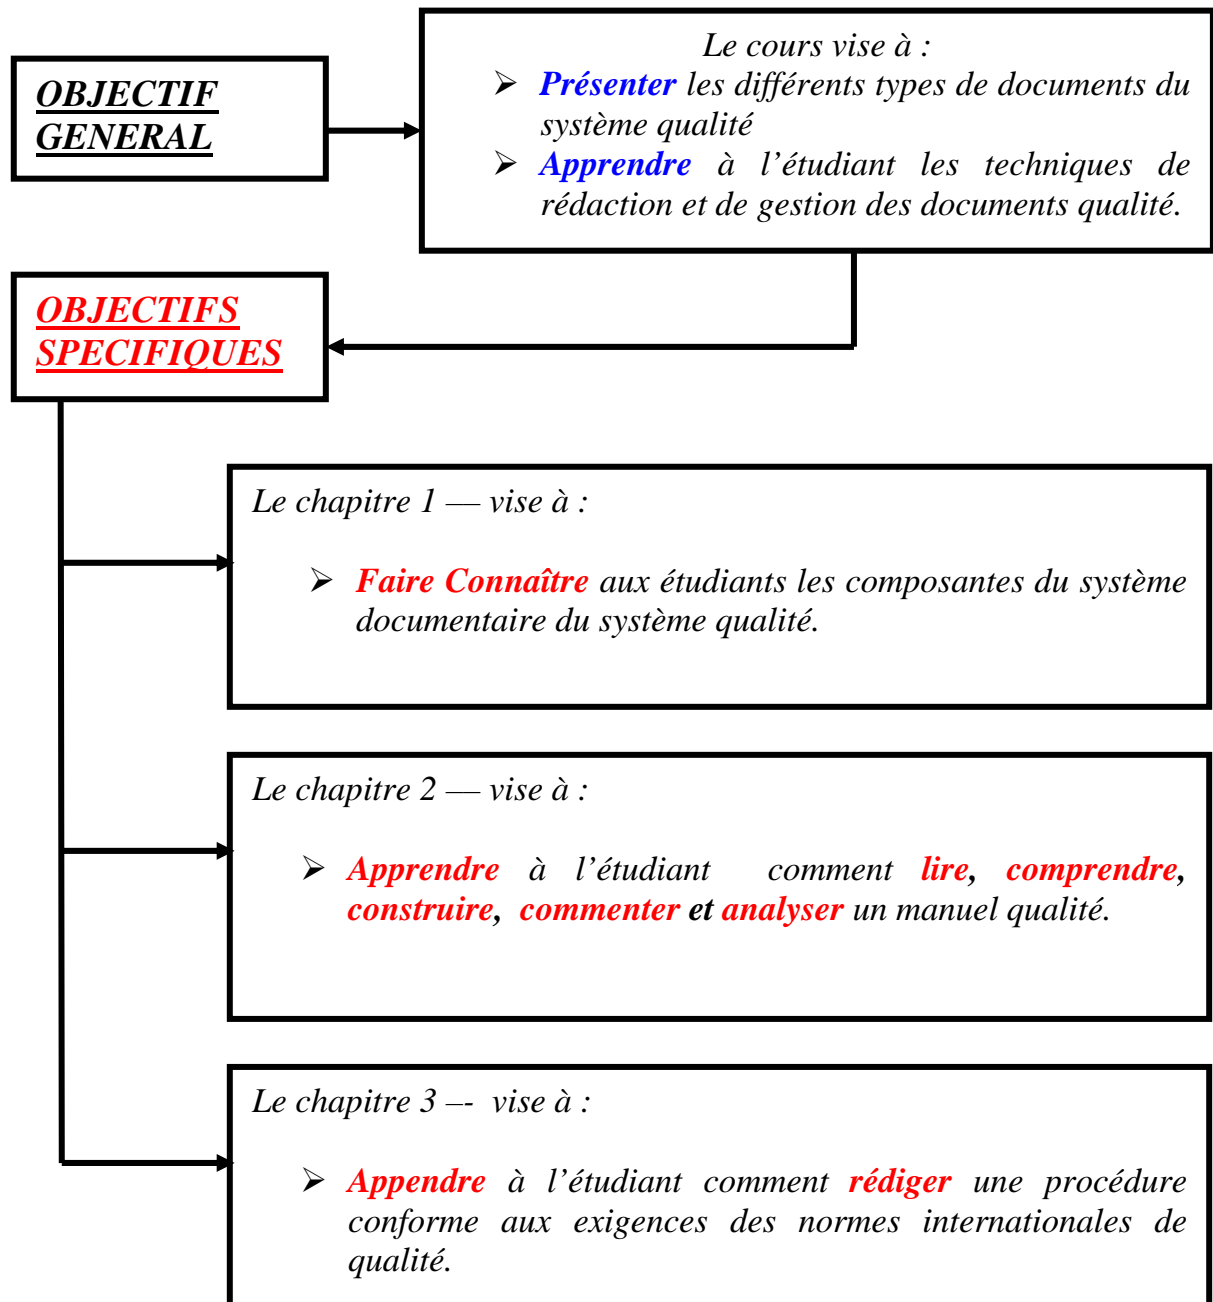 OBJECTIF
GENERAL
Le cours vise à :
➢ Présenter les différents types de documents du
système qualité
➢ Apprendre à l’étudiant les techniques de
rédaction et de gestion des documents qualité.
OBJECTIFS
SPECIFIQUES
Le chapitre 1 –– vise à :
➢ Faire Connaître aux étudiants les composantes du système
documentaire du système qualité.
Le chapitre 2 –– vise à :
➢ Apprendre à l’étudiant comment lire, comprendre,
construire, commenter et analyser un manuel qualité.
Le chapitre 3 –- vise à :
➢ Appendre à l’étudiant comment rédiger une procédure
conforme aux exigences des normes internationales de
qualité.